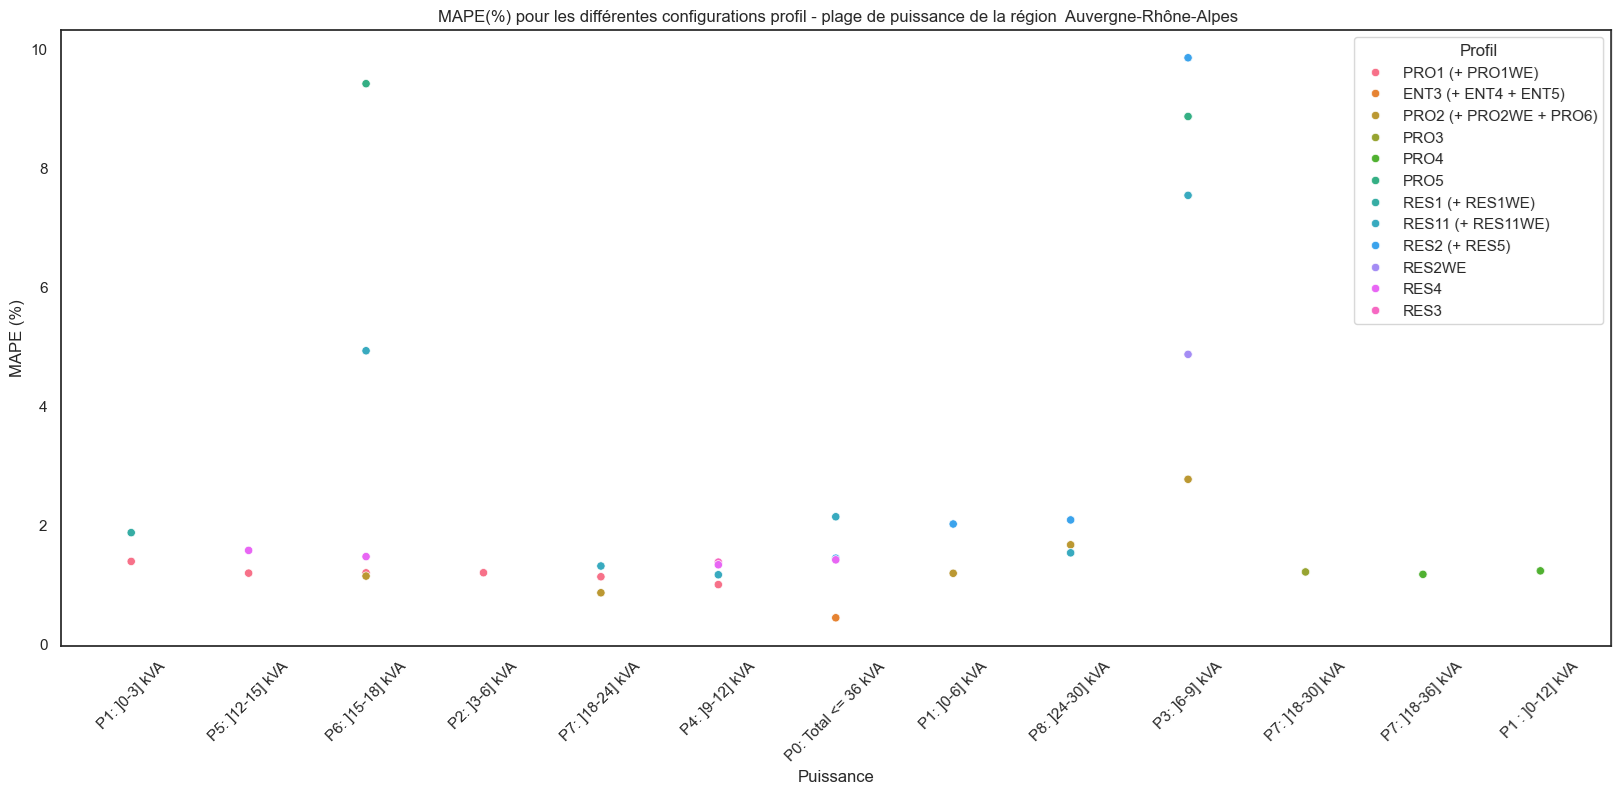 MAPE(%) pour les différentes configurations profil - plage de puissance de la région  Auvergne-Rhône-Alpes
Profil
PRO1 (+ PRO1WE)
ENT3 (+ ENT4 + ENT5)
PRO2 (+ PRO2WE + PRO6)
PRO3
PRO4
PRO5
RES1 (+ RES1WE)
RES11 (+ RES11WE)
RES2 (+ RES5)
RES2WE
RES4
RES3
MAPE (%)
10
8
6
4
2
0
P1: ]0-3] kVA
P5: ]12-15] kVA
P6: ]15-18] kVA
P2: ]3-6] kVA
P7: ]18-24] kVA
P4: ]9-12] kVA
P0: Total <= 36 kVA
P1: ]0-6] kVA
P8: ]24-30] kVA
P3: ]6-9] kVA
P7: ]18-30] kVA
P7: ]18-36] kVA
P1 : ]0-12] kVA
Puissance